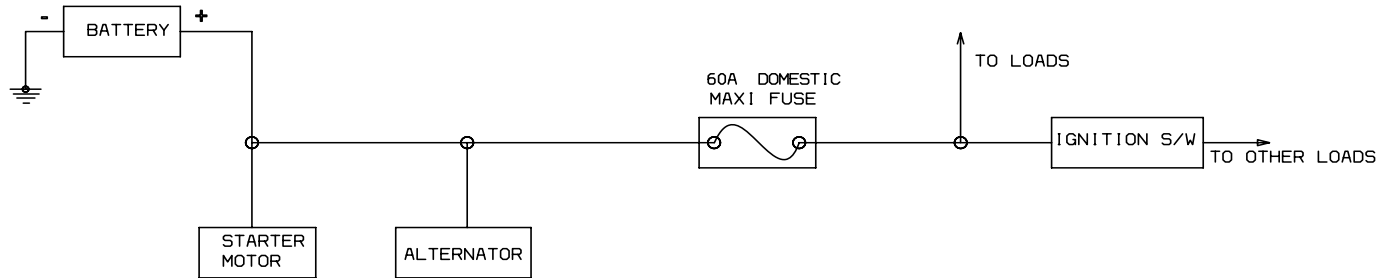 - BATTERY +
TO LOADS
60A DOMESTIC
MAXI FUSE
IGNITION S/W
TO OTHER LOADS
STARTER
MOTOR
ALTERNATOR